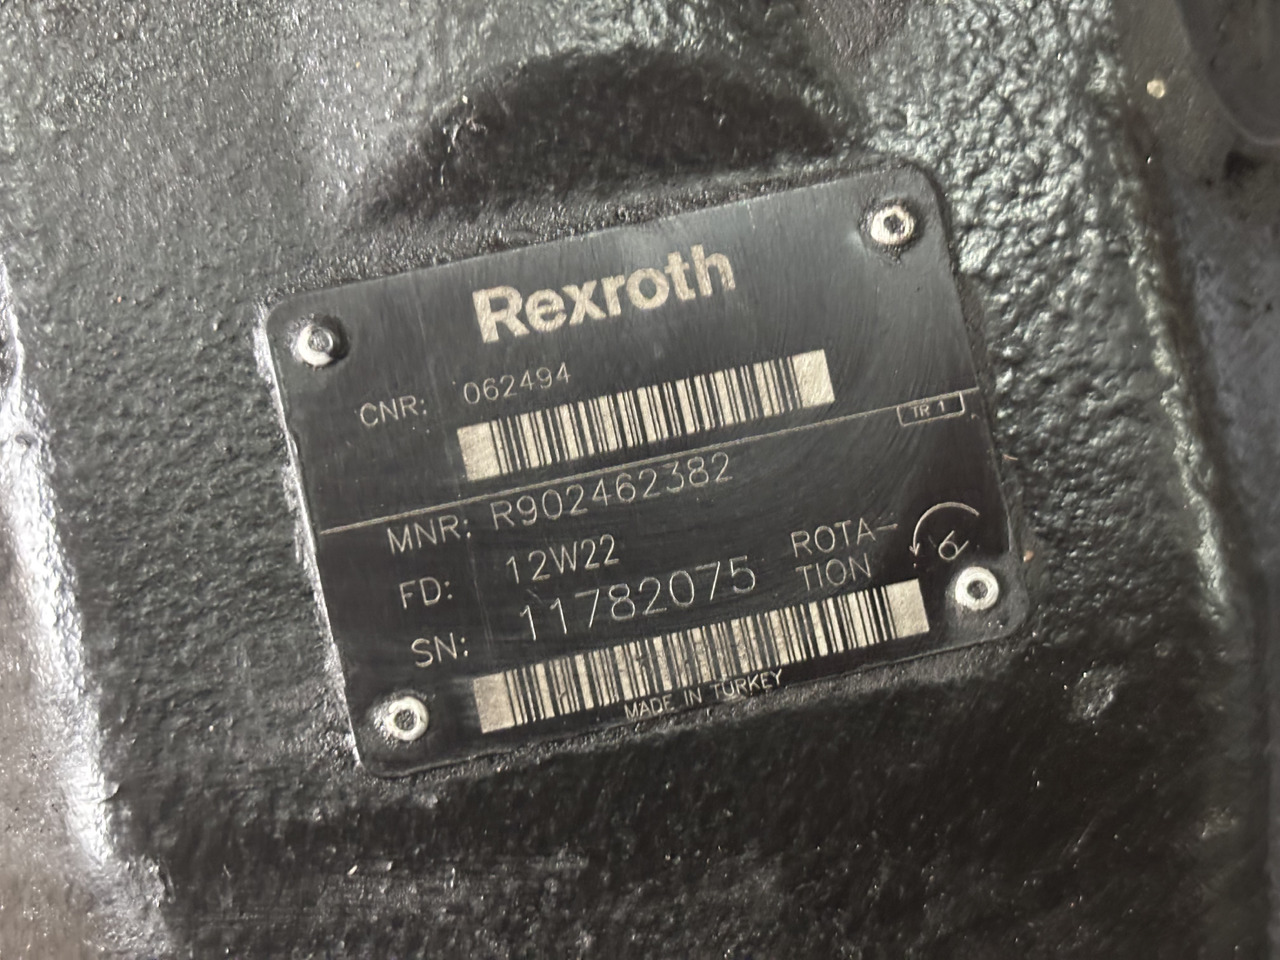 Rexroth
CNR: 062494
TR 1
MNR: R902462382
FD: 12W22
SN: 11782075
ROTA-
TION
MADE IN TURKEY